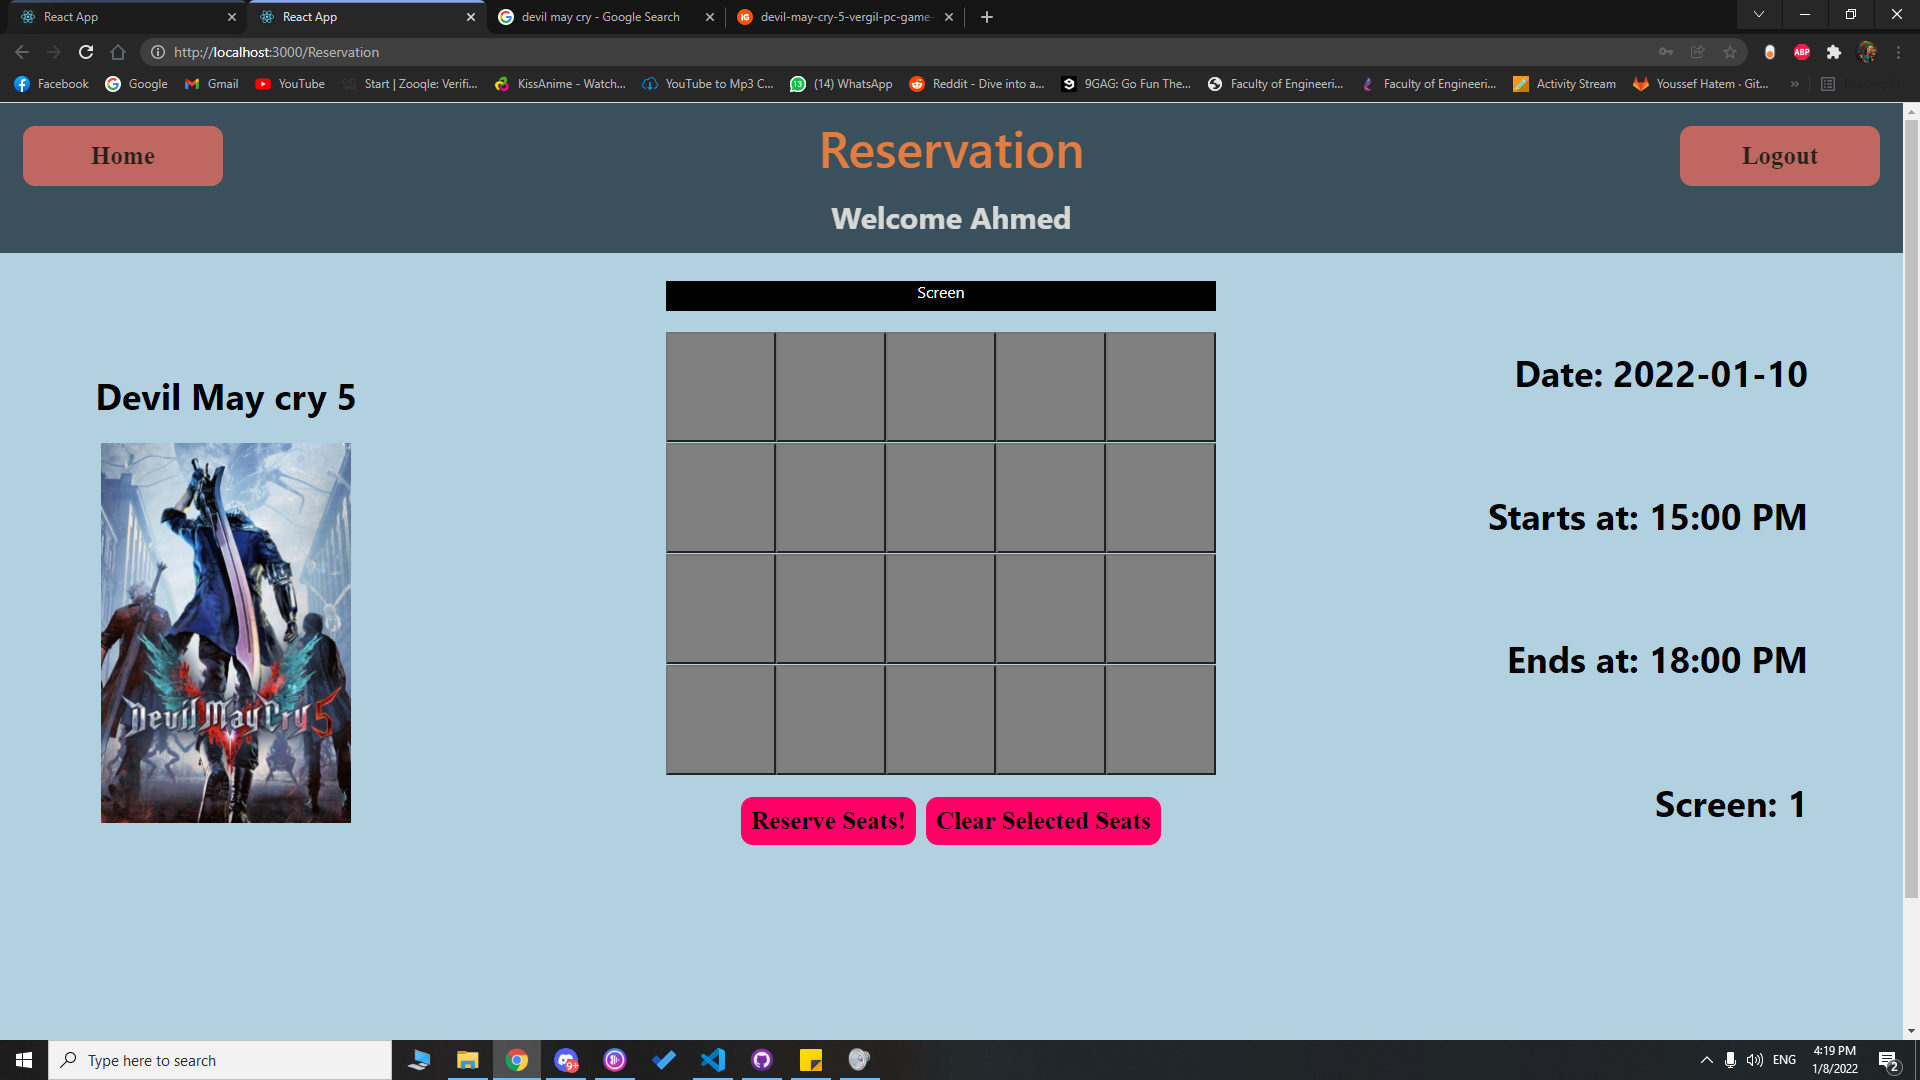 React App
React App
devil may cry - Google Search
devil-may-cry-5-vergil-pc-game-
http://localhost:3000/Reservation
ABP
Facebook
Google
Gmail
YouTube
Start | Zooqle: Verifi...
KissAnime - Watch...
YouTube to Mp3 C...
(14) WhatsApp
Reddit - Dive into a...
9GAG: Go Fun The...
Faculty of Engineeri...
Faculty of Engineeri...
Activity Stream
Youssef Hatem · Git...
Home
Reservation
Logout
Welcome Ahmed
Screen
Devil May cry 5
Devil May Cry 5
Date: 2022-01-10
Starts at: 15:00 PM
Ends at: 18:00 PM
Screen: 1
Reserve Seats!
Clear Selected Seats
Type here to search
9+
ENG
4:19 PM
1/8/2022
2